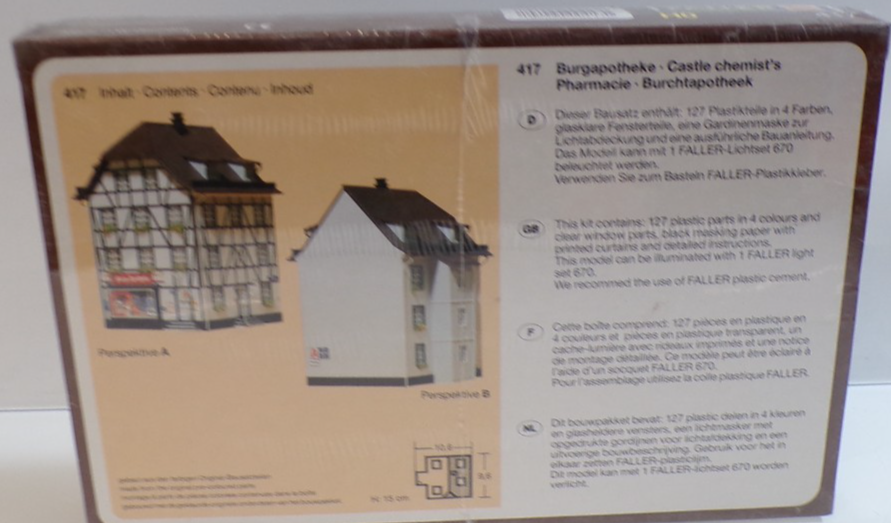 417 Inhalt · Contents · Contenu · Inhoud
Perspektive A
Perspektive B
10,9
H: 15 cm
417 Burgapotheke · Castle chemist's
Pharmacie · Burchtapotheek
D
Dieser Bausatz enthält: 127 Plastikteile in 4 Farben,
glasklare Fensterteile, eine Gardinenmaske zur
Lichtabdeckung und eine ausführliche Bauanleitung.
Das Modell kann mit 1 FALLER-Lichtset 670
beleuchtet werden.
Verwenden Sie zum Basteln FALLER-Plastikkleber.
GB
This kit contains: 127 plastic parts in 4 colours and
clear window parts, black masking paper with
printed curtains and detailed instructions.
This model can be illuminated with 1 FALLER light
set 670.
We recommed the use of FALLER plastic cement.
F
Cette boîte comprend: 127 pièces en plastique en
4 couleurs et pièces en plastique transparent, un
cache-lumière avec rideaux imprimés et une notice
de montage détaillée. Ce modèle peut être éclairé à
l'aide d'un socquet FALLER 670.
Pour l'assemblage utilisez la colle plastique FALLER.
NL
Dit bouwpakket bevat: 127 plastic delen in 4 kleuren
en glasheldere vensters, een lichtmasker met
opgedrukte gordijnen voor lichtafdekking en een
uitvoerige bouwbeschrijving. Gebruik voor het in
elkaar zetten FALLER-plasticlijm.
Dit model kan met 1 FALLER-lichtset 670 worden
verlicht.